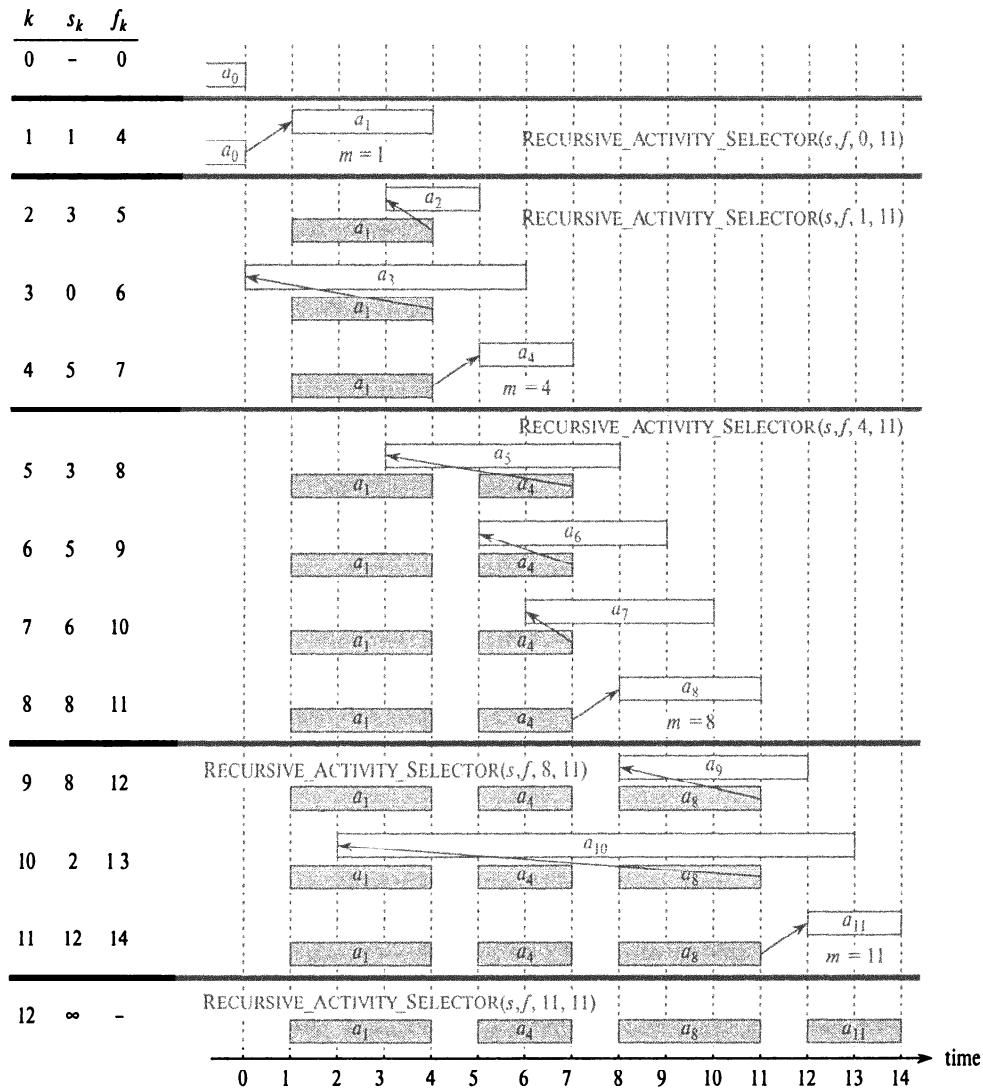 k s_k f_k
0 – 0
a_0
1 1 4
a_1
a_0
m = 1
RECURSIVE_ACTIVITY_SELECTOR(s, f, 0, 11)
2 3 5
a_2
a_1
RECURSIVE_ACTIVITY_SELECTOR(s, f, 1, 11)
3 0 6
a_3
a_1
4 5 7
a_4
a_1
m = 4
RECURSIVE_ACTIVITY_SELECTOR(s, f, 4, 11)
5 3 8
a_5
a_1 a_4
6 5 9
a_6
a_1 a_4
7 6 10
a_7
a_1 a_4
8 8 11
a_8
a_1 a_4
m = 8
RECURSIVE_ACTIVITY_SELECTOR(s, f, 8, 11)
9 8 12
a_9
a_1 a_4 a_8
10 2 13
a_10
a_1 a_4 a_8
11 12 14
a_11
a_1 a_4 a_8
m = 11
RECURSIVE_ACTIVITY_SELECTOR(s, f, 11, 11)
12 ∞ –
a_1 a_4 a_8 a_11
time
0 1 2 3 4 5 6 7 8 9 10 11 12 13 14